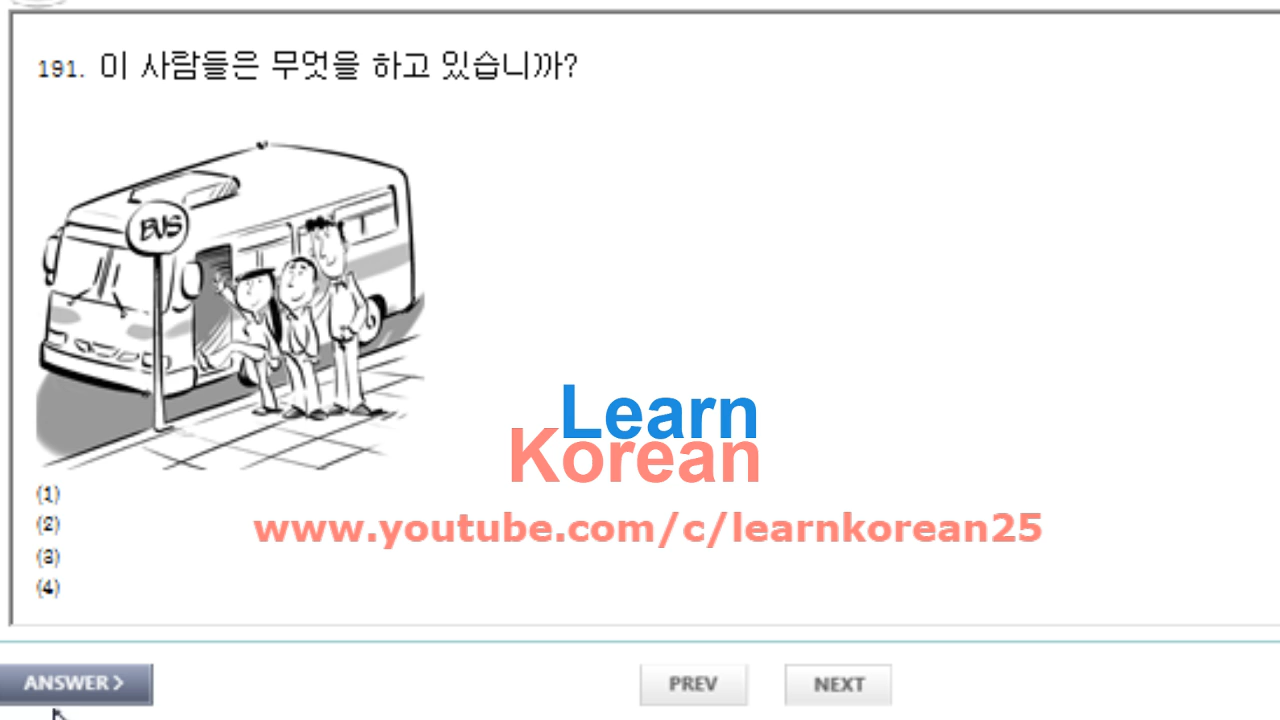 191. 이 사람들은 무엇을 하고 있습니까?
BUS
Learn
Korean
www.youtube.com/c/learnkorean25
(1)
(2)
(3)
(4)
ANSWER >
PREV
NEXT